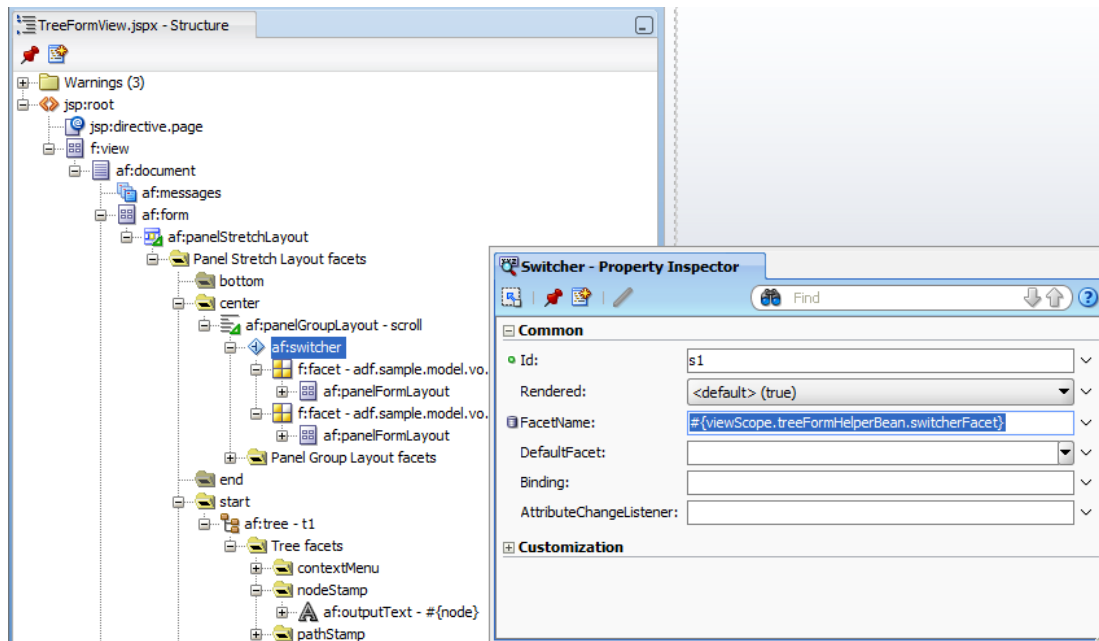 TreeFormView.jspx - Structure
Warnings (3)
jsp:root
jsp:directive.page
f:view
af:document
af:messages
af:form
af:panelStretchLayout
Panel Stretch Layout facets
bottom
center
af:panelGroupLayout - scroll
af:switcher
f:facet - adf.sample.model.vo.
af:panelFormLayout
f:facet - adf.sample.model.vo.
af:panelFormLayout
Panel Group Layout facets
end
start
af:tree - t1
Tree facets
contextMenu
nodeStamp
af:outputText - #{node}
pathStamp
Switcher - Property Inspector
Find
Common
Id: s1
Rendered: <default> (true)
FacetName: #{viewScope.treeFormHelperBean.switcherFacet}
DefaultFacet:
Binding:
AttributeChangeListener:
Customization